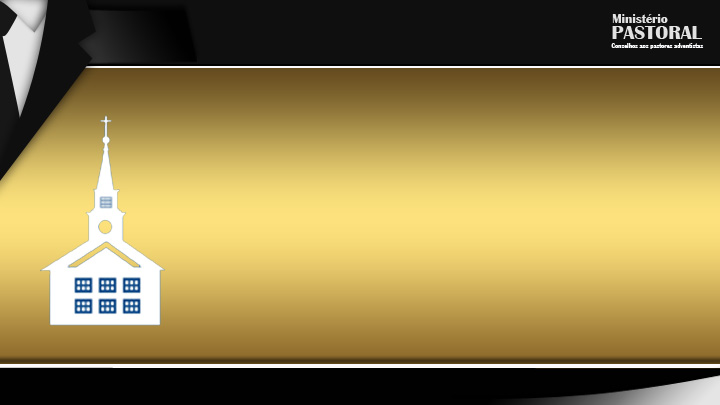 Ministério
PASTORAL
Conselhos aos pastores adventistas